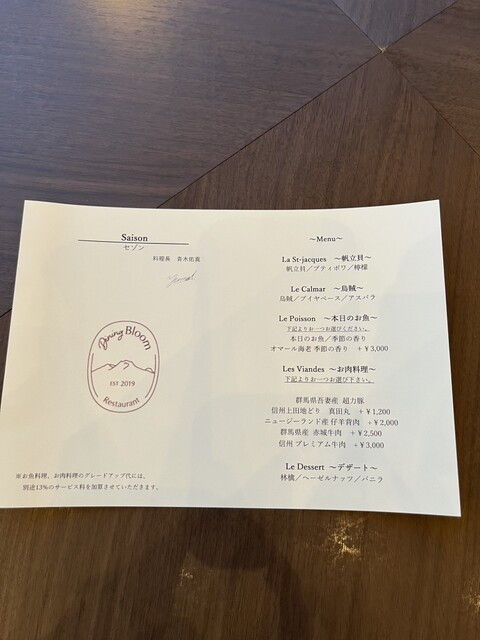 Saison
セゾン
料理長 青木佑真
Dining Bloom
EST 2019
Restaurant
※お魚料理、お肉料理のグレードアップ代には、
別途13%のサービス料を加算させていただきます。
～Menu～
La St-jacques ～帆立貝～
帆立貝／プティポワ／檸檬
Le Calmar ～烏賊～
烏賊／ブイヤベース／アスパラ
Le Poisson ～本日のお魚～
下記よりお一つお選びください。
本日のお魚／季節の香り
オマール海老 季節の香り +￥3,000
Les Viandes ～お肉料理～
下記よりお一つお選び下さい。
群馬県吾妻産 超力豚
信州上田地どり 真田丸 +￥1,200
ニュージーランド産 仔羊背肉 +￥2,000
群馬県産 赤城牛肉 +￥2,500
信州 プレミアム牛肉 +￥3,000
Le Dessert ～デザート～
林檎／ヘーゼルナッツ／バニラ